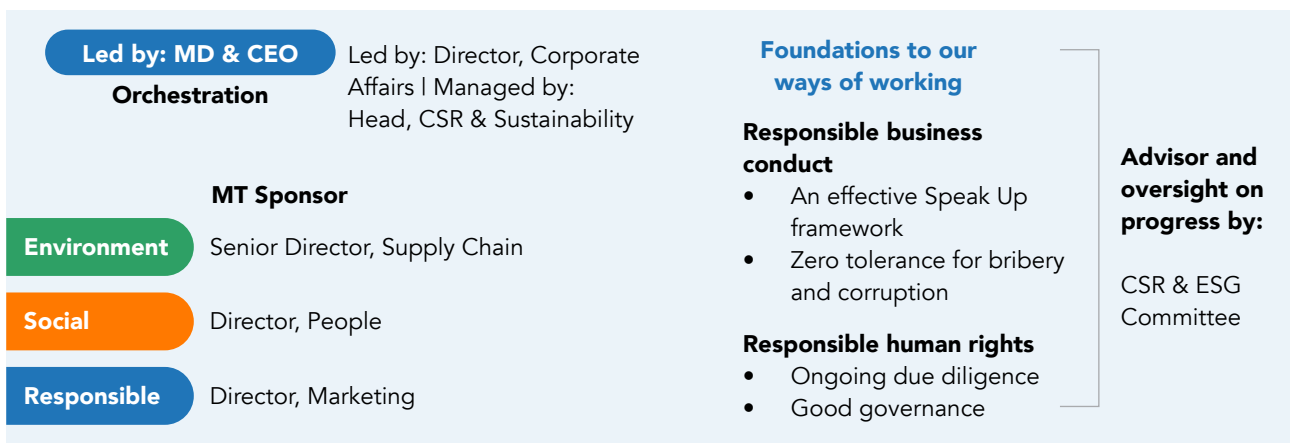 Led by: MD & CEO
Orchestration
Led by: Director, Corporate
Affairs | Managed by:
Head, CSR & Sustainability
MT Sponsor
Environment
Senior Director, Supply Chain
Social
Director, People
Responsible
Director, Marketing
Foundations to our
ways of working
Responsible business
conduct
• An effective Speak Up
framework
• Zero tolerance for bribery
and corruption
Responsible human rights
• Ongoing due diligence
• Good governance
Advisor and
oversight on
progress by:
CSR & ESG
Committee